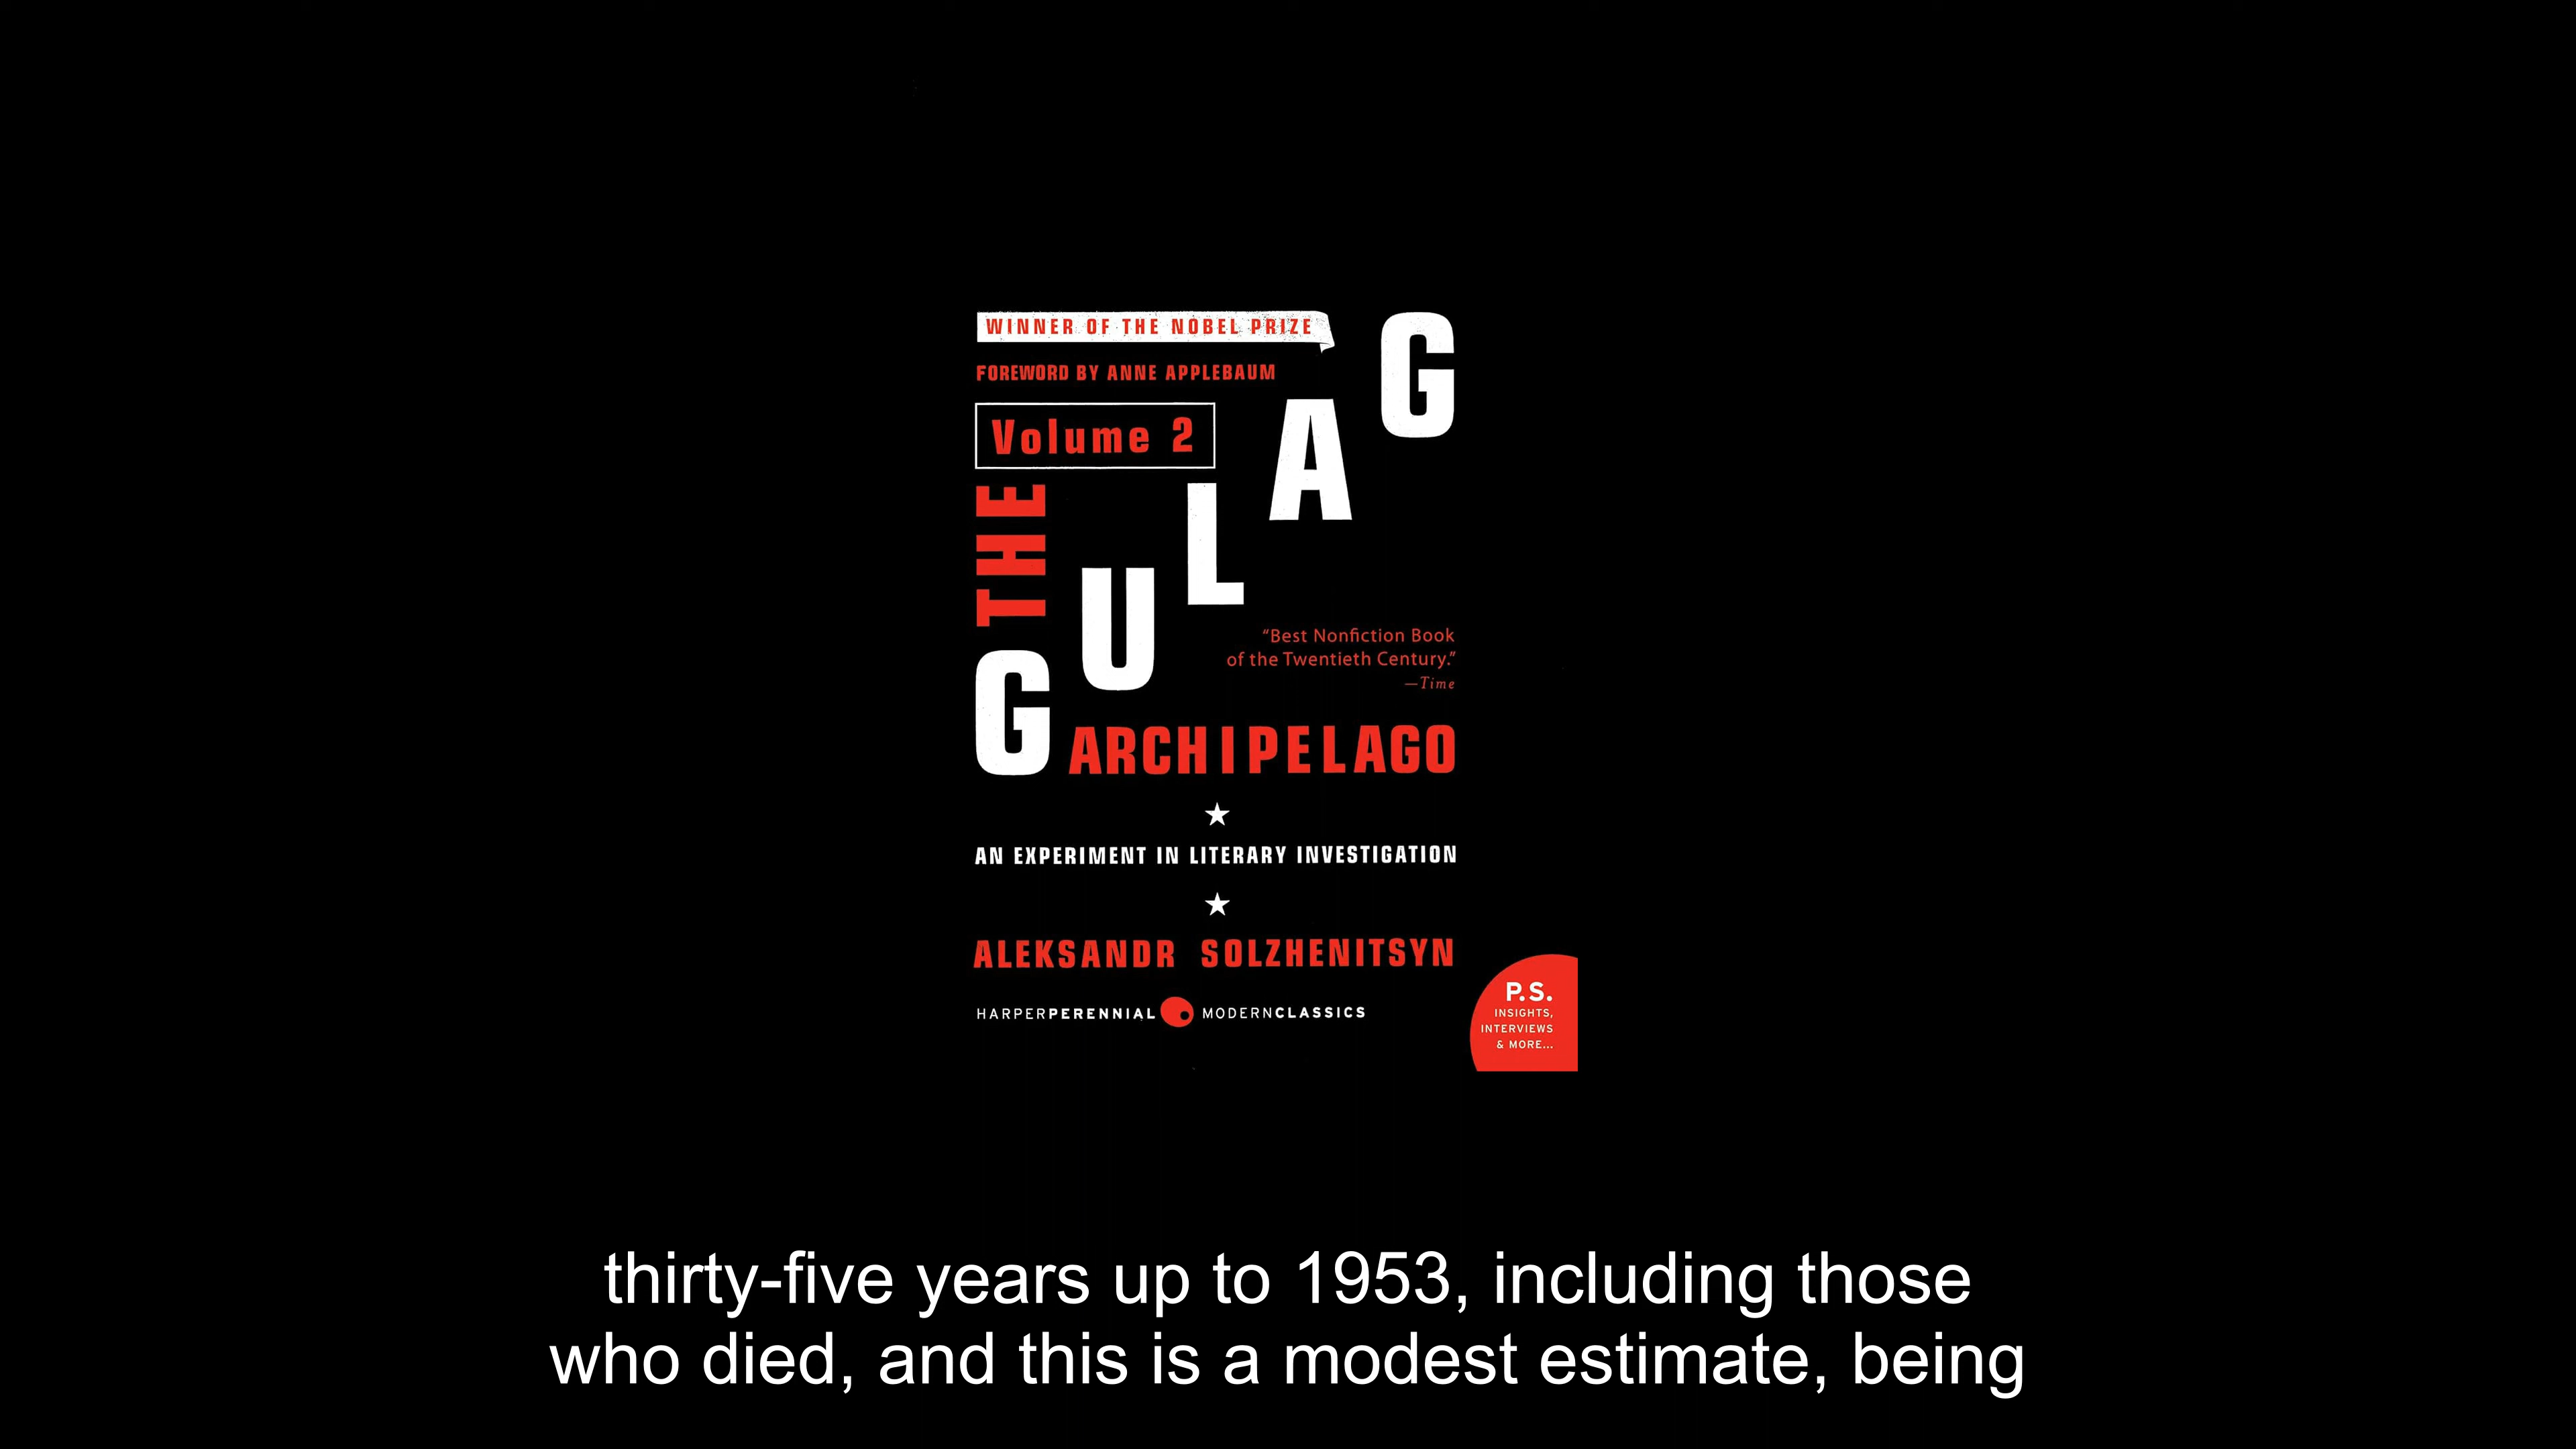 WINNER OF THE NOBEL PRIZE
FOREWORD BY ANNE APPLEBAUM
Volume 2
THE
GULAG
"Best Nonfiction Book
of the Twentieth Century."
—Time
ARCHIPELAGO
AN EXPERIMENT IN LITERARY INVESTIGATION
ALEKSANDR SOLZHENITSYN
HARPERPERENNIAL MODERNCLASSICS
P.S.
INSIGHTS,
INTERVIEWS
& MORE...
thirty-five years up to 1953, including those
who died, and this is a modest estimate, being